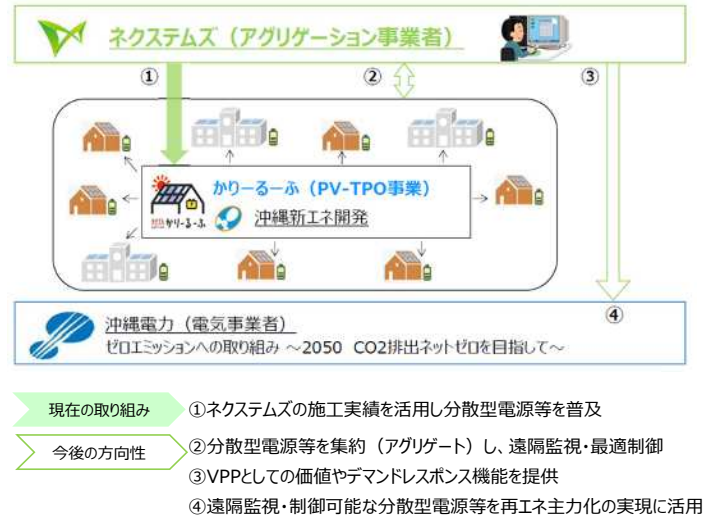 ネクステムズ（アグリゲーション事業者）
① ② ③
かりーるーふ（PV-TPO事業）
かりーるーふ
沖縄新エネ開発
④
沖縄電力（電気事業者）
ゼロエミッションへの取り組み ～2050 CO2排出ネットゼロを目指して～
現在の取り組み ①ネクステムズの施工実績を活用し分散型電源等を普及
今後の方向性 ②分散型電源等を集約（アグリゲート）し、遠隔監視・最適制御
③VPPとしての価値やデマンドレスポンス機能を提供
④遠隔監視・制御可能な分散型電源等を再エネ主力化の実現に活用